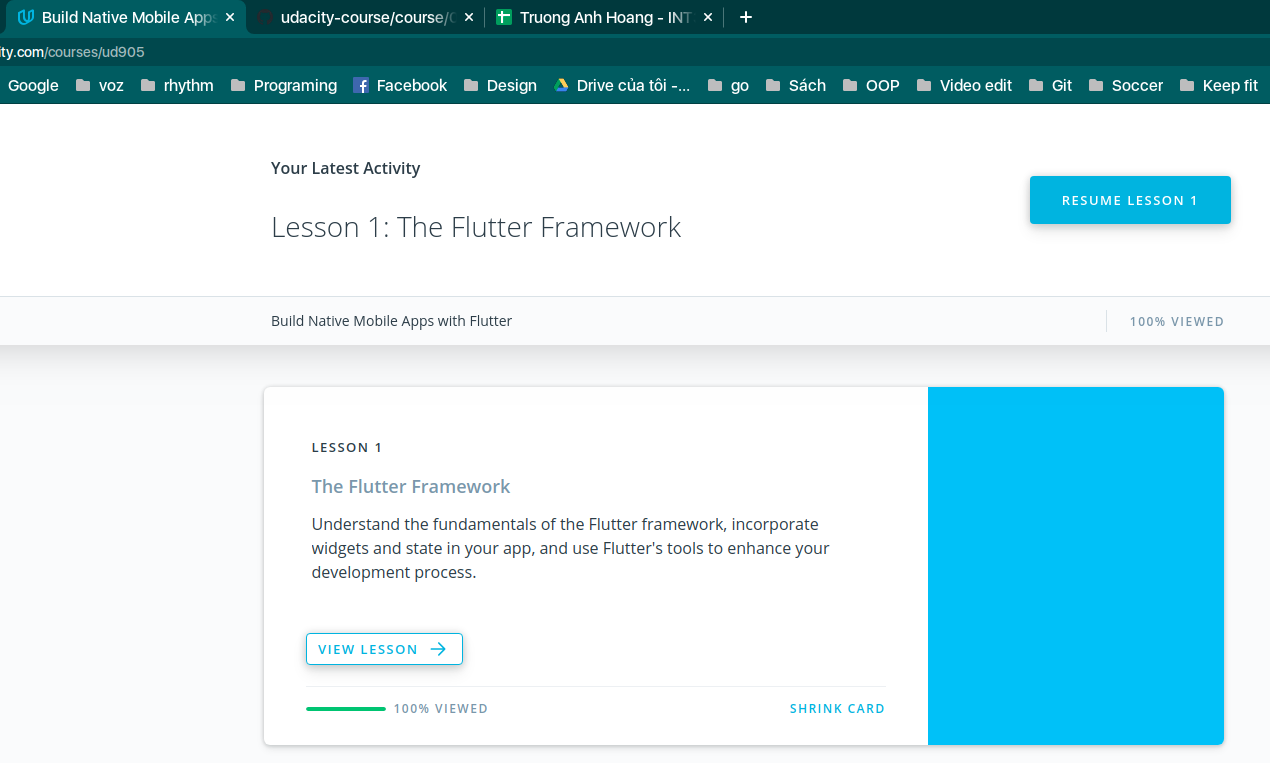 Build Native Mobile Apps
udacity-course/course/
Truong Anh Hoang - INT
ity.com/courses/ud905
Google voz rhythm Programing Facebook Design Drive của tôi -... go Sách OOP Video edit Git Soccer Keep fit
Your Latest Activity
RESUME LESSON 1
Lesson 1: The Flutter Framework
Build Native Mobile Apps with Flutter
100% VIEWED
LESSON 1
The Flutter Framework
Understand the fundamentals of the Flutter framework, incorporate
widgets and state in your app, and use Flutter's tools to enhance your
development process.
VIEW LESSON
100% VIEWED
SHRINK CARD